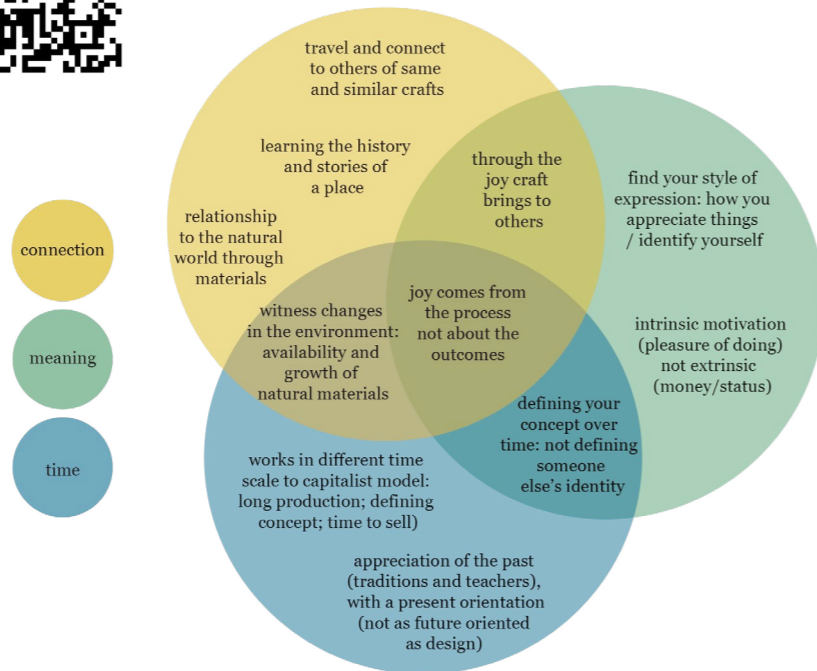 travel and connect
to others of same
and similar crafts
learning the history
and stories of
a place
through the
joy craft
brings to
others
find your style of
expression: how you
appreciate things
/ identify yourself
relationship
to the natural
world through
materials
connection
witness changes
in the environment:
availability and
growth of
natural materials
joy comes from
the process
not about the
outcomes
intrinsic motivation
(pleasure of doing)
not extrinsic
(money/status)
meaning
defining your
concept over
time: not defining
someone
else's identity
time
works in different time
scale to capitalist model:
long production; defining
concept; time to sell)
appreciation of the past
(traditions and teachers),
with a present orientation
(not as future oriented
as design)